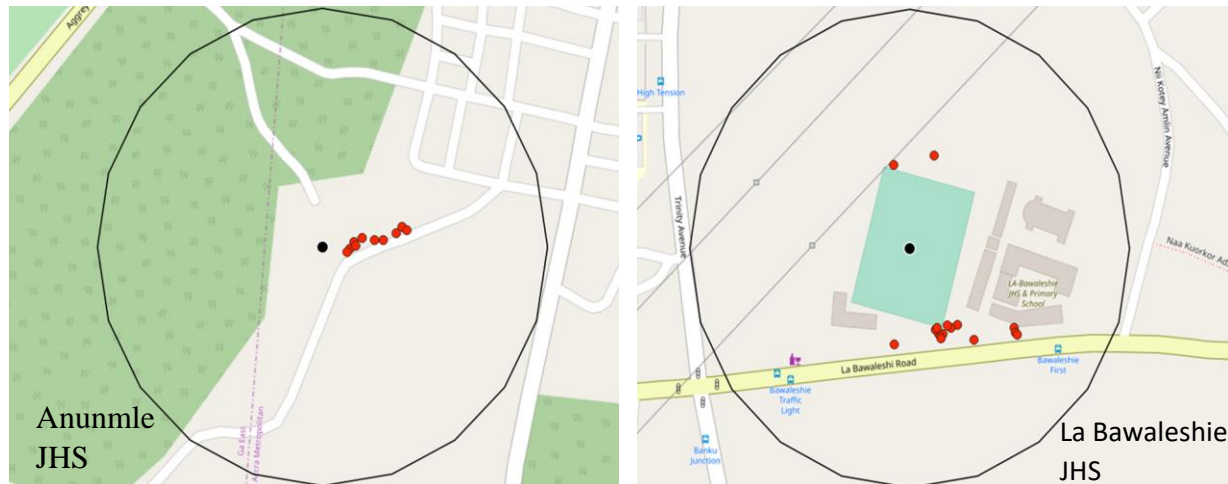 Aggrey
Ga East
Accra Metropolitan
Anunmle
JHS
High Tension
Trinity Avenue
Nii Kotey Amlin Avenue
Naa Kuorkor Ad
LA-Bawaleshie
JHS & Primary
School
La Bawaleshi Road
Bawaleshie
First
Bawaleshie
Traffic
Light
Banku
Junction
La Bawaleshie
JHS